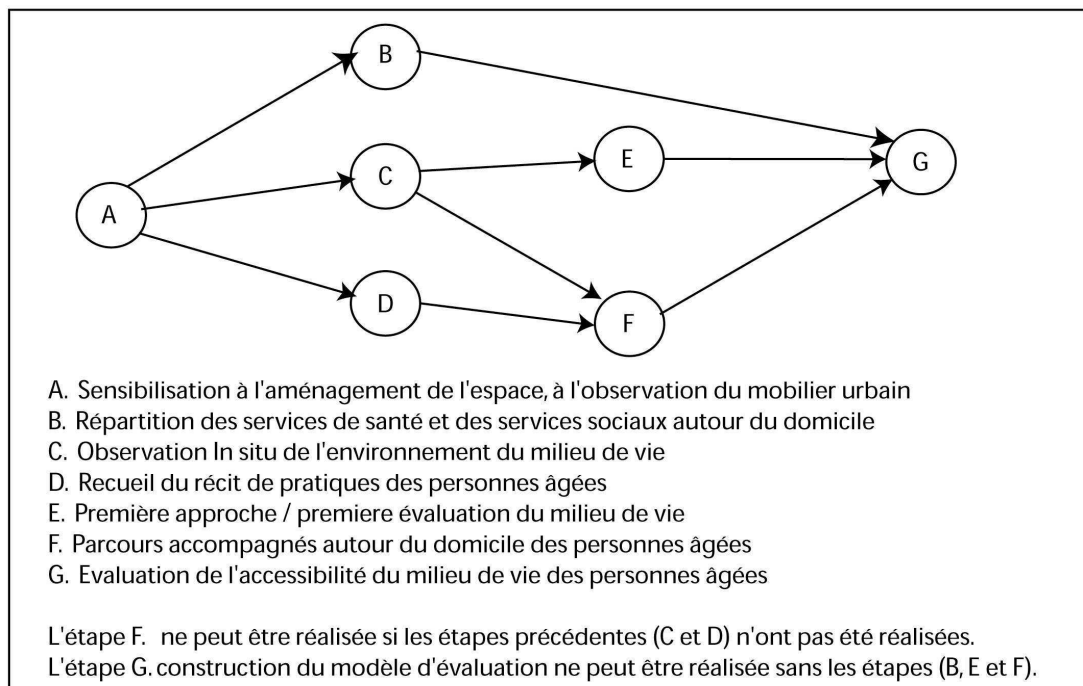 B
C
E
G
A
D
F
A. Sensibilisation à l'aménagement de l'espace, à l'observation du mobilier urbain
B. Répartition des services de santé et des services sociaux autour du domicile
C. Observation In situ de l'environnement du milieu de vie
D. Recueil du récit de pratiques des personnes âgées
E. Première approche / premiere évaluation du milieu de vie
F. Parcours accompagnés autour du domicile des personnes âgées
G. Evaluation de l'accessibilité du milieu de vie des personnes âgées
L'étape F. ne peut être réalisée si les étapes précédentes (C et D) n'ont pas été réalisées.
L'étape G. construction du modèle d'évaluation ne peut être réalisée sans les étapes (B, E et F).